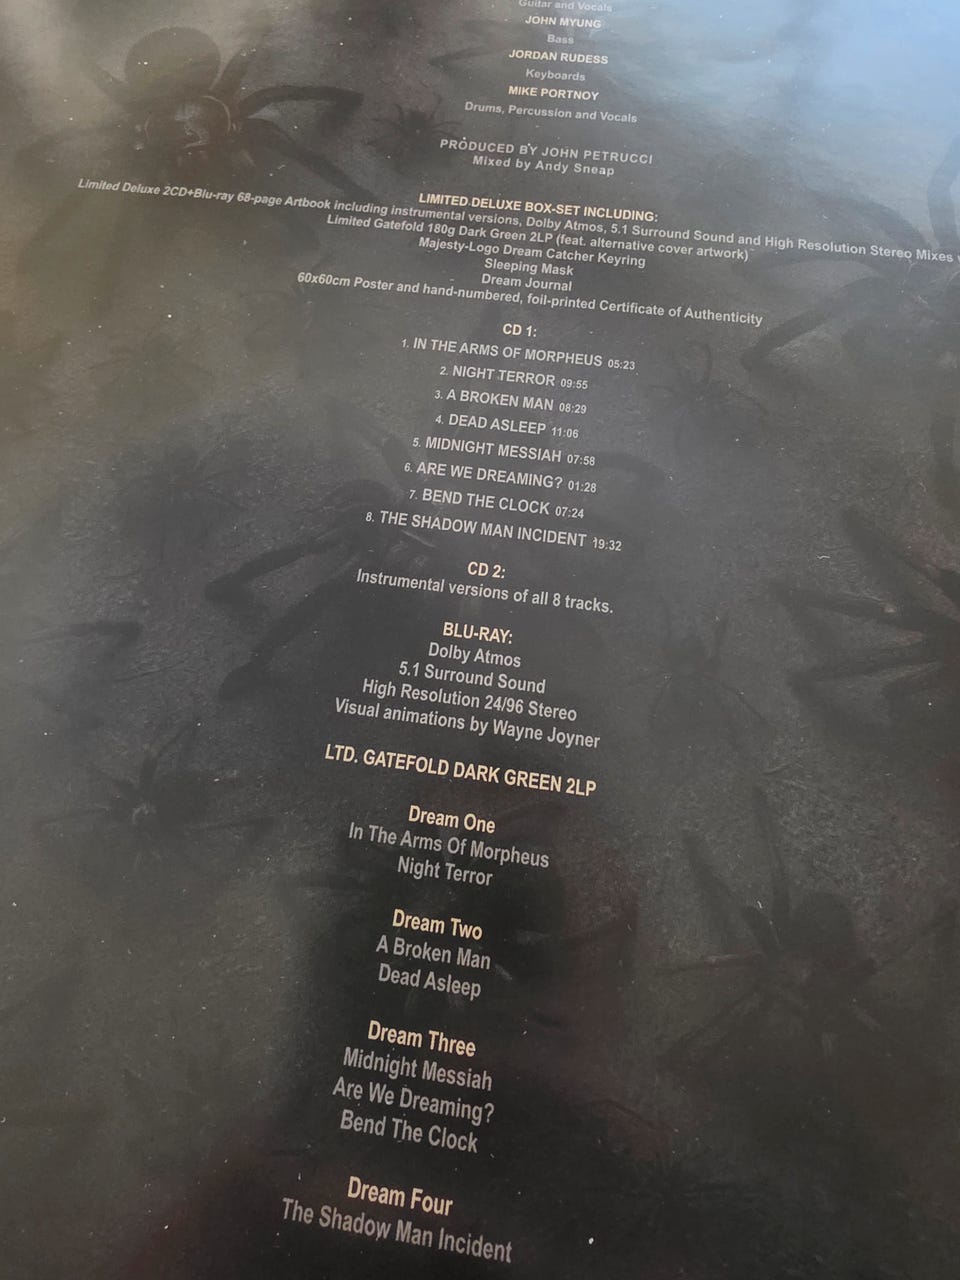 Guitar and Vocals
JOHN MYUNG
Bass
JORDAN RUDESS
Keyboards
MIKE PORTNOY
Drums, Percussion and Vocals
PRODUCED BY JOHN PETRUCCI
Mixed by Andy Sneap
LIMITED DELUXE BOX-SET INCLUDING:
Limited Deluxe 2CD+Blu-ray 68-page Artbook including instrumental versions, Dolby Atmos, 5.1 Surround Sound and High Resolution Stereo Mixes
Limited Gatefold 180g Dark Green 2LP (feat. alternative cover artwork)
Majesty-Logo Dream Catcher Keyring
Sleeping Mask
Dream Journal
60x60cm Poster and hand-numbered, foil-printed Certificate of Authenticity
CD 1:
1. IN THE ARMS OF MORPHEUS 05:23
2. NIGHT TERROR 09:55
3. A BROKEN MAN 08:29
4. DEAD ASLEEP 11:06
5. MIDNIGHT MESSIAH 07:58
6. ARE WE DREAMING? 01:28
7. BEND THE CLOCK 07:24
8. THE SHADOW MAN INCIDENT 19:32
CD 2:
Instrumental versions of all 8 tracks.
BLU-RAY:
Dolby Atmos
5.1 Surround Sound
High Resolution 24/96 Stereo
Visual animations by Wayne Joyner
LTD. GATEFOLD DARK GREEN 2LP
Dream One
In The Arms Of Morpheus
Night Terror
Dream Two
A Broken Man
Dead Asleep
Dream Three
Midnight Messiah
Are We Dreaming?
Bend The Clock
Dream Four
The Shadow Man Incident